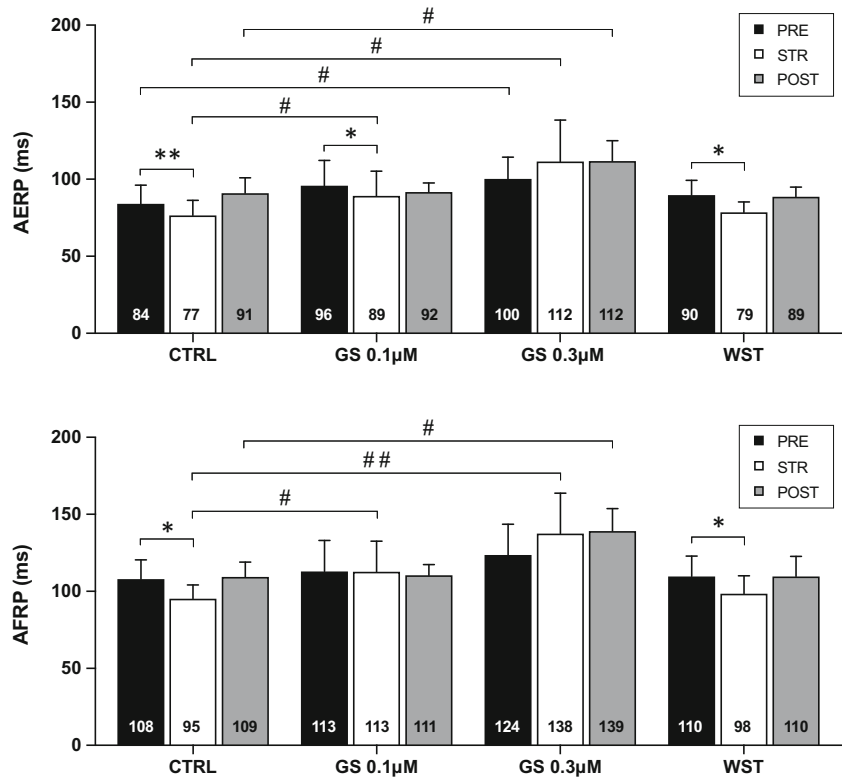 AERP (ms)
200
150
100
50
0
#
#
#
#
**
*
*
PRE
STR
POST
84 77 91 96 89 92 100 112 112 90 79 89
CTRL GS 0.1µM GS 0.3µM WST
AFRP (ms)
200
150
100
50
0
#
##
#
*
*
PRE
STR
POST
108 95 109 113 113 111 124 138 139 110 98 110
CTRL GS 0.1µM GS 0.3µM WST